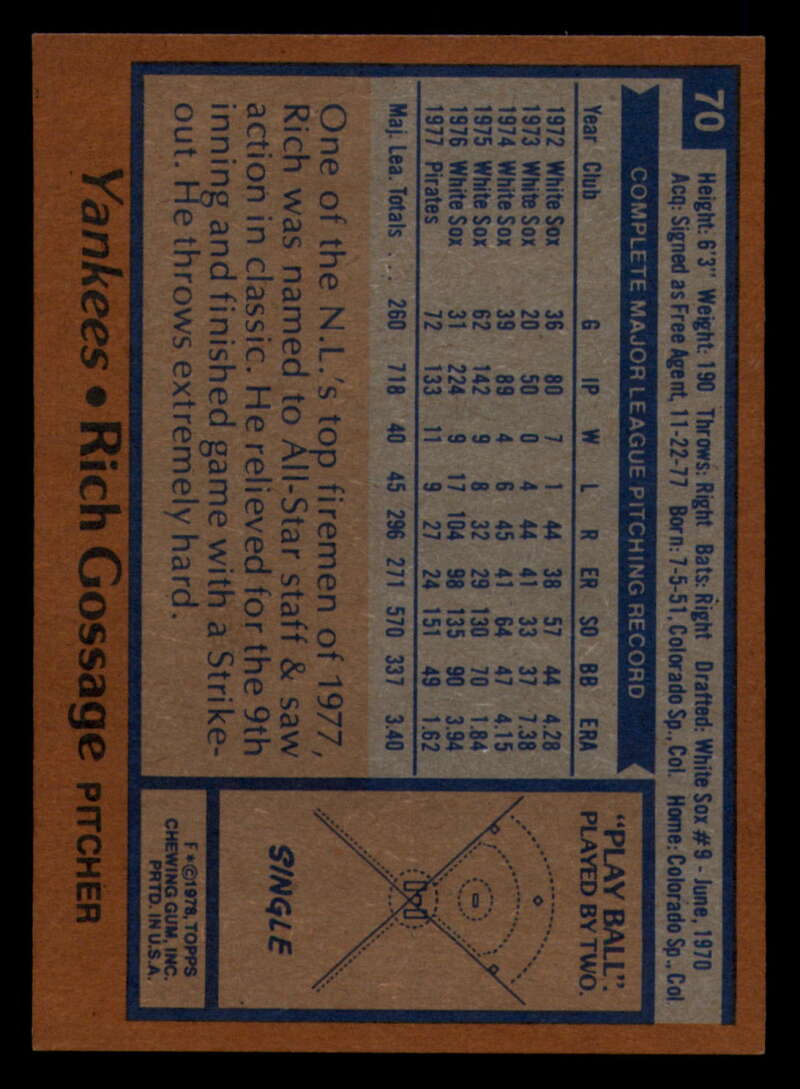 70
Height: 6'3" Weight: 190 Throws: Right Bats: Right Drafted: White Sox #9 - June, 1970
Acq: Signed as Free Agent, 11-22-77 Born: 7-5-51, Colorado Sp., Col. Home: Colorado Sp., Col.
COMPLETE MAJOR LEAGUE PITCHING RECORD
Year Club G IP W L R ER SO BB ERA
1972 White Sox 36 80 7 1 44 38 57 44 4.28
1973 White Sox 20 50 0 4 44 41 33 37 7.38
1974 White Sox 39 89 4 6 45 41 64 47 4.15
1975 White Sox 62 142 9 8 32 29 130 70 1.84
1976 White Sox 31 224 9 17 104 98 135 90 3.94
1977 Pirates 72 133 11 9 27 24 151 49 1.62
Maj. Lea. Totals ... 260 718 40 45 296 271 570 337 3.40
One of the N.L.'s top firemen of 1977,
Rich was named to All-Star staff & saw
action in classic. He relieved for the 9th
inning and finished game with a Strike-
out. He throws extremely hard.
"PLAY BALL":
PLAYED BY TWO.
SINGLE
F*©1978, TOPPS
CHEWING GUM, INC.
PRTD. IN U.S.A.
Yankees • Rich Gossage PITCHER